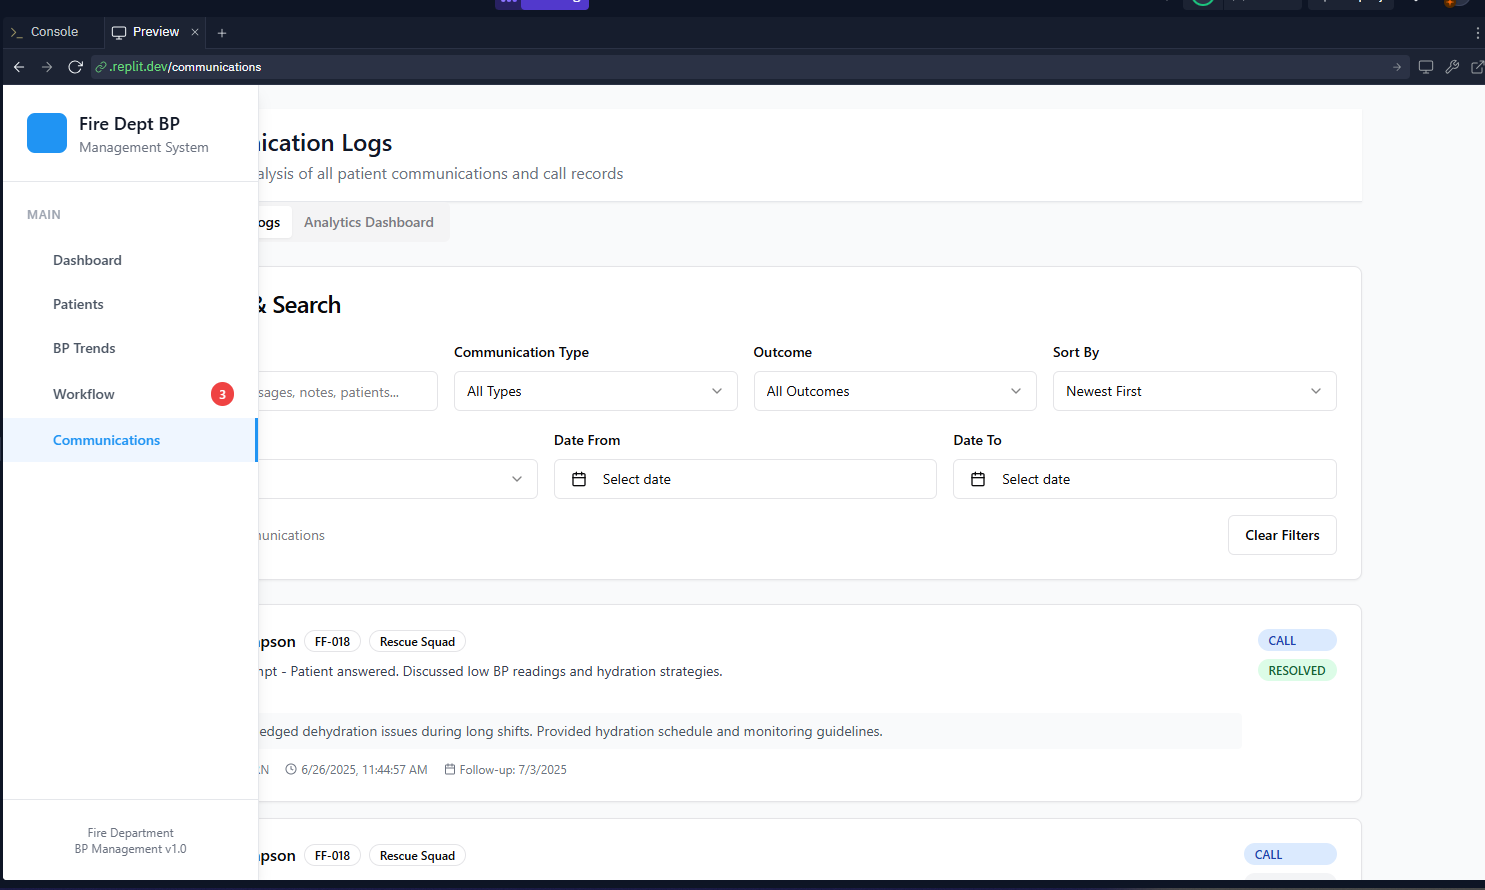 Console
Preview
.replit.dev/communications
Fire Dept BP
Management System
MAIN
Dashboard
Patients
BP Trends
Workflow 3
Communications
Fire Department
BP Management v1.0
ication Logs
alysis of all patient communications and call records
ogs Analytics Dashboard
& Search
Communication Type Outcome Sort By
sages, notes, patients... All Types All Outcomes Newest First
Date From Date To
Select date Select date
unications Clear Filters
pson FF-018 Rescue Squad CALL
npt - Patient answered. Discussed low BP readings and hydration strategies. RESOLVED
edged dehydration issues during long shifts. Provided hydration schedule and monitoring guidelines.
N 6/26/2025, 11:44:57 AM Follow-up: 7/3/2025
pson FF-018 Rescue Squad CALL